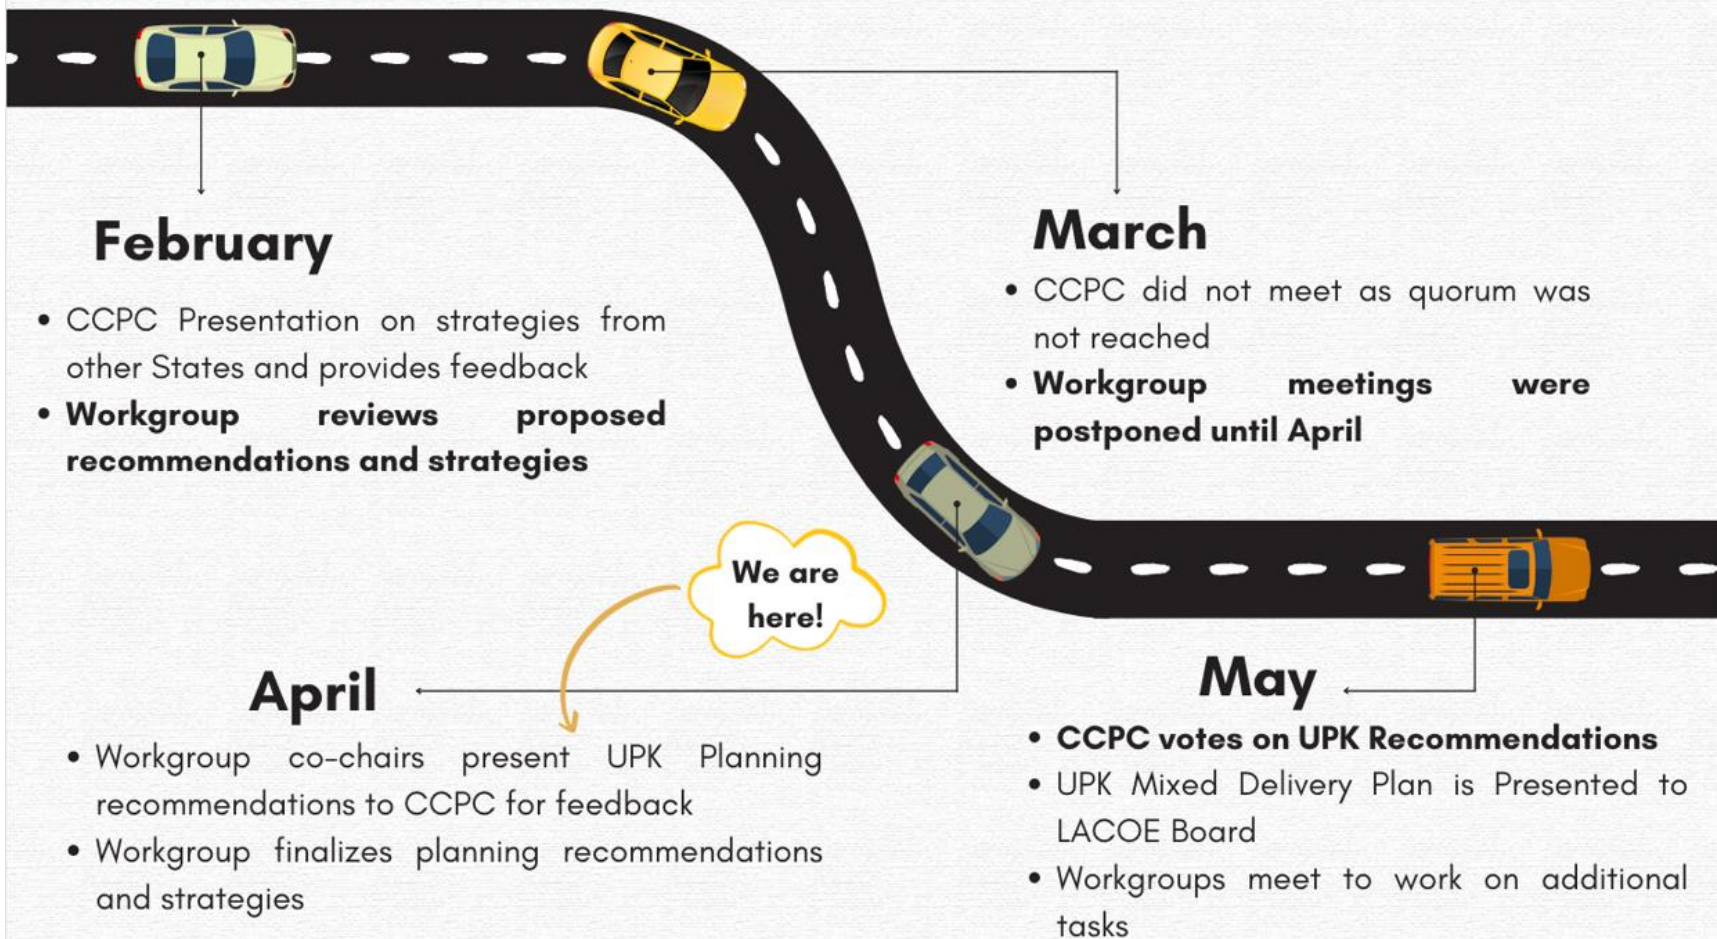 February
• CCPC Presentation on strategies from
other States and provides feedback
• Workgroup reviews proposed
recommendations and strategies
March
• CCPC did not meet as quorum was
not reached
• Workgroup meetings were
postponed until April
We are
here!
April
• Workgroup co-chairs present UPK Planning
recommendations to CCPC for feedback
• Workgroup finalizes planning recommendations
and strategies
May
• CCPC votes on UPK Recommendations
• UPK Mixed Delivery Plan is Presented to
LACOE Board
• Workgroups meet to work on additional
tasks